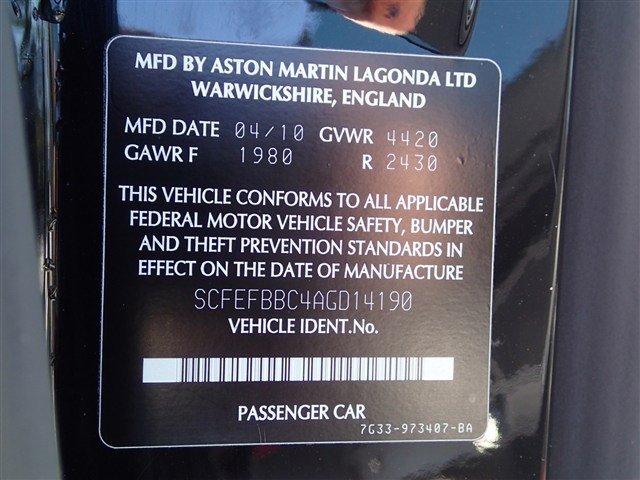 MFD BY ASTON MARTIN LAGONDA LTD
WARWICKSHIRE, ENGLAND
MFD DATE 04/10 GVWR 4420
GAWR F 1980 R 2430
THIS VEHICLE CONFORMS TO ALL APPLICABLE
FEDERAL MOTOR VEHICLE SAFETY, BUMPER
AND THEFT PREVENTION STANDARDS IN
EFFECT ON THE DATE OF MANUFACTURE
SCFEFBBC4AGD14190
VEHICLE IDENT.No.
PASSENGER CAR
7G33-973407-BA